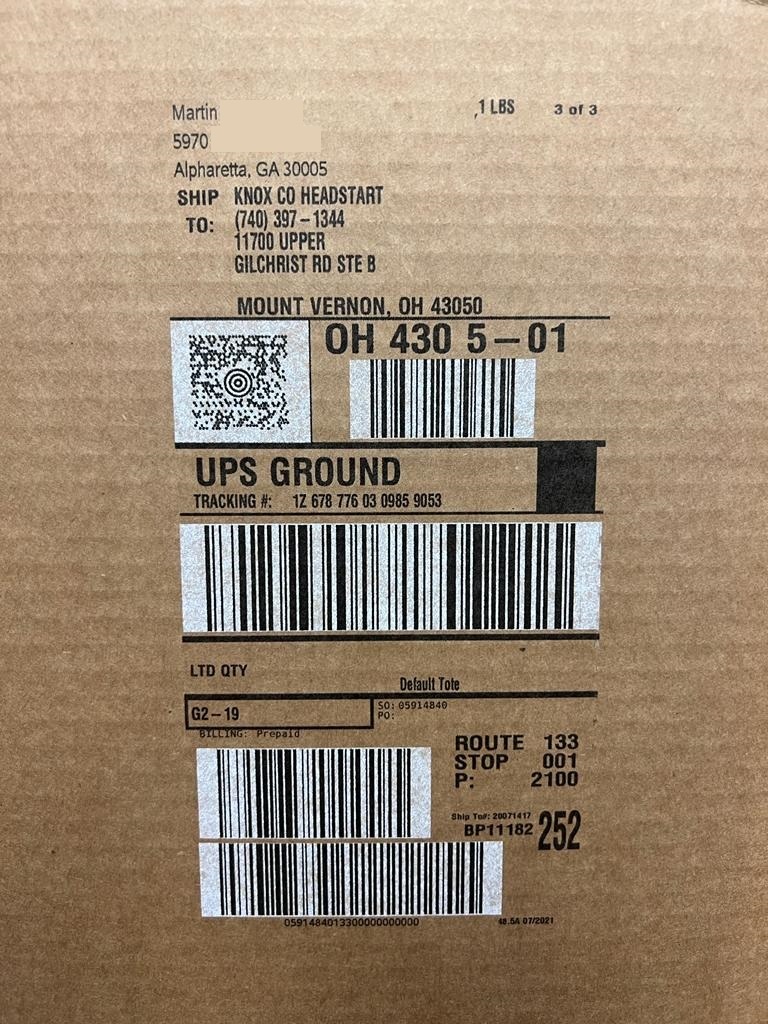 Martin
,1 LBS 3 of 3
5970
Alpharetta, GA 30005
SHIP TO: KNOX CO HEADSTART
(740) 397-1344
11700 UPPER
GILCHRIST RD STE B
MOUNT VERNON, OH 43050
OH 430 5-01
UPS GROUND
TRACKING #: 1Z 678 776 03 0985 9053
LTD QTY
Default Tote
G2-19
SO: 05914840
PO:
BILLING: Prepaid
ROUTE 133
STOP 001
P: 2100
Ship To#: 20071417
BP11182 252
0591484013300000000000
48.5A 07/2021